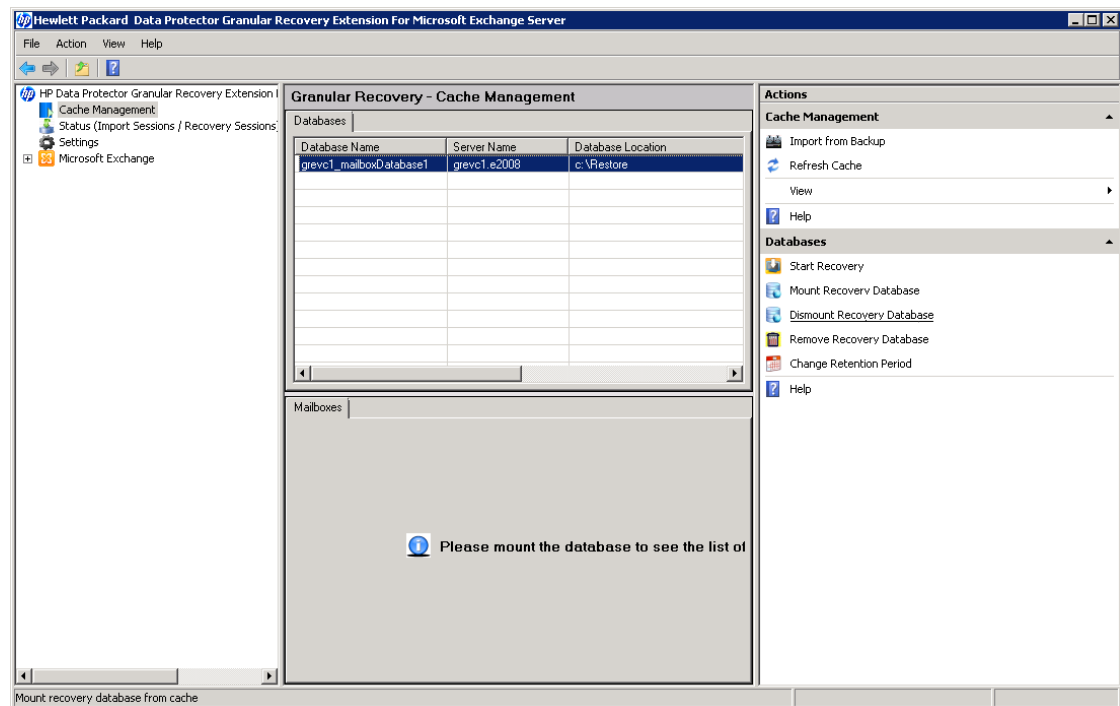 Hewlett Packard  Data Protector Granular Recovery Extension For Microsoft Exchange Server
File Action View Help
HP Data Protector Granular Recovery Extension
Cache Management
Status (Import Sessions / Recovery Sessions)
Settings
Microsoft Exchange
Granular Recovery - Cache Management
Databases
Database Name Server Name Database Location
grevc1_mailboxDatabase1 grevc1.e2008 c:\Restore
Mailboxes
Please mount the database to see the list of
Actions
Cache Management
Import from Backup
Refresh Cache
View
Help
Databases
Start Recovery
Mount Recovery Database
Dismount Recovery Database
Remove Recovery Database
Change Retention Period
Help
Mount recovery database from cache